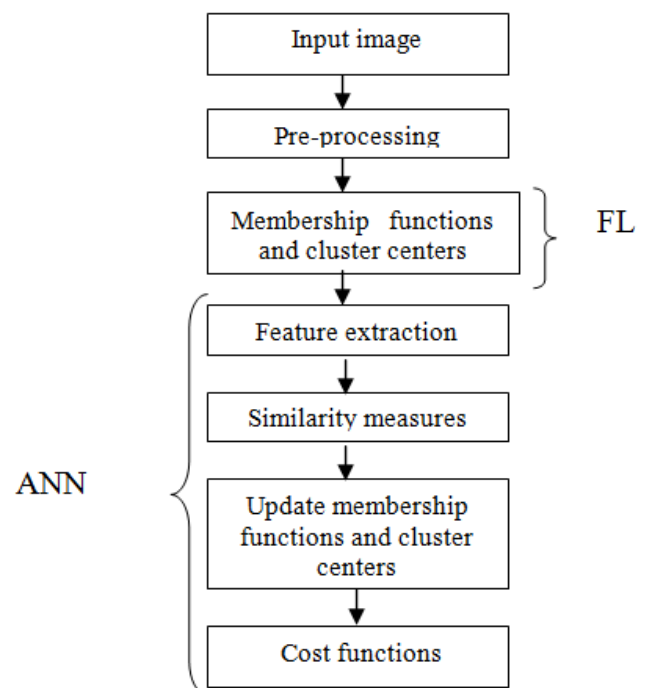 Input image
Pre-processing
Membership functions
and cluster centers
FL
Feature extraction
Similarity measures
ANN
Update membership
functions and cluster
centers
Cost functions